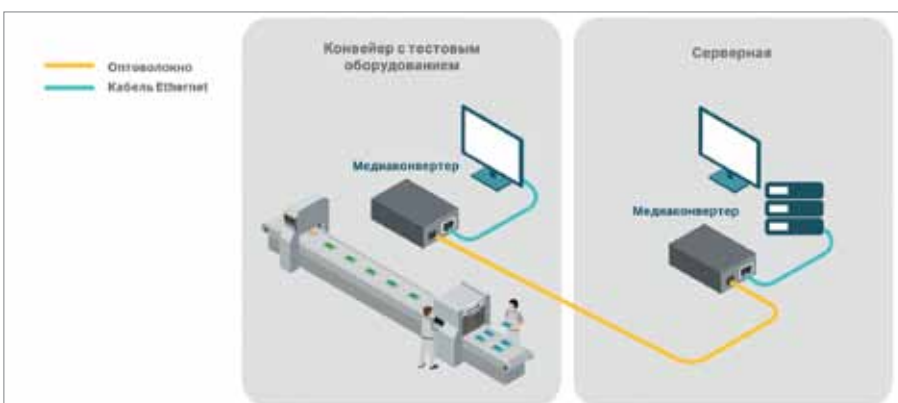 Оптоволокно
Кабель Ethernet
Конвейер с тестовым
оборудованием
Медиаконвертер
Серверная
Медиаконвертер